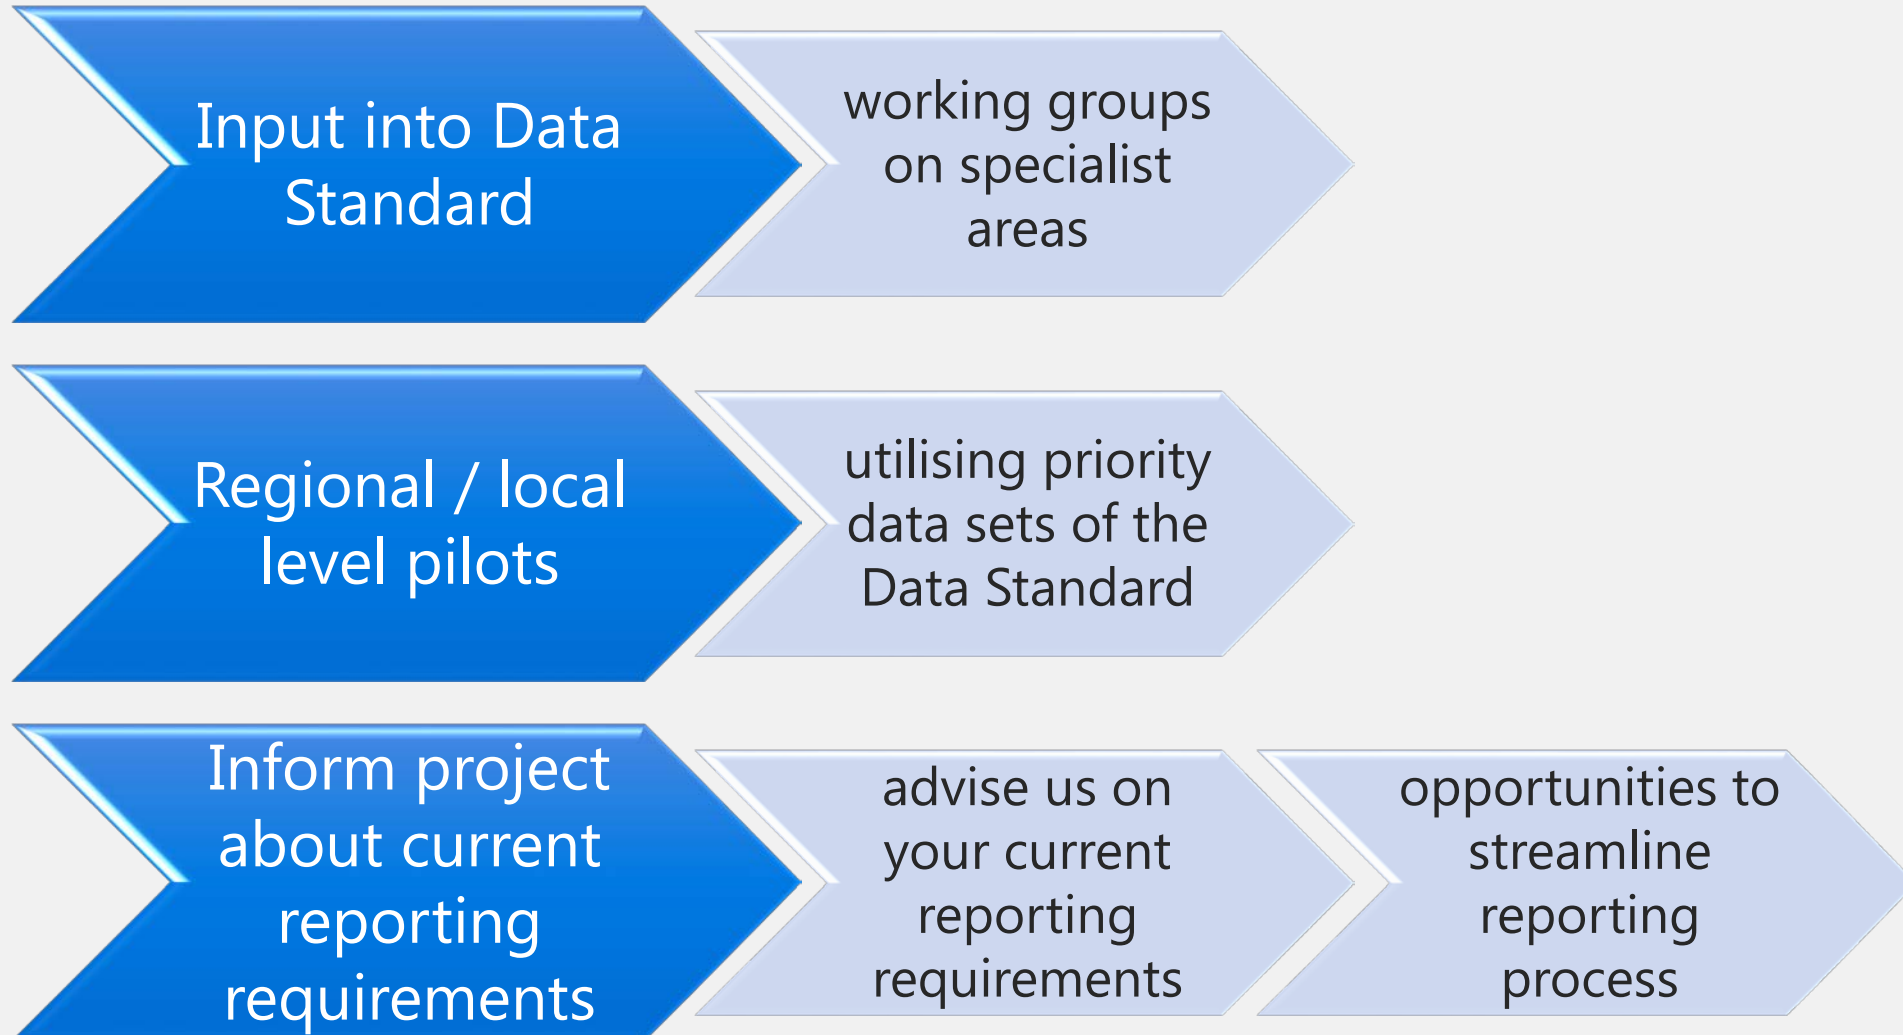 Input into Data
Standard
working groups
on specialist
areas
Regional / local
level pilots
utilising priority
data sets of the
Data Standard
Inform project
about current
reporting
requirements
advise us on
your current
reporting
requirements
opportunities to
streamline
reporting
process